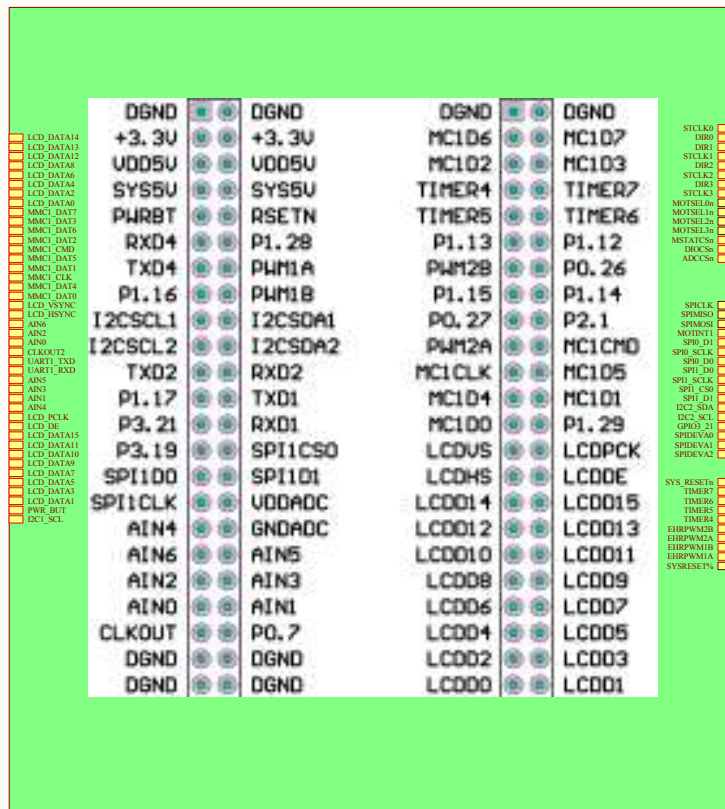 LCD_DATA14
LCD_DATA13
LCD_DATA12
LCD_DATA8
LCD_DATA6
LCD_DATA4
LCD_DATA2
LCD_DATA0
MMC1_DAT7
MMC1_DAT3
MMC1_DAT6
MMC1_DAT2
MMC1_CMD
MMC1_DAT5
MMC1_DAT1
MMC1_CLK
MMC1_DAT4
MMC1_DAT0
LCD_VSYNC
LCD_HSYNC
AIN6
AIN2
AIN0
CLKOUT2
UART1_TXD
UART1_RXD
AIN5
AIN3
AIN1
AIN4
LCD_PCLK
LCD_DE
LCD_DATA15
LCD_DATA11
LCD_DATA10
LCD_DATA9
LCD_DATA7
LCD_DATA5
LCD_DATA3
LCD_DATA1
PWR_BUT
I2C1_SCL
DGND DGND DGND DGND
+3.3V +3.3V MC1D6 MC1D7
VDD5V VDD5V MC1D2 MC1D3
SYS5V SYS5V TIMER4 TIMER7
PWRBT RSETN TIMER5 TIMER6
RXD4 P1.28 P1.13 P1.12
TXD4 PWM1A PWM2B P0.26
P1.16 PWM1B P1.15 P1.14
I2CSCL1 I2CSDA1 P0.27 P2.1
I2CSCL2 I2CSDA2 PWM2A MC1CMD
TXD2 RXD2 MC1CLK MC1D5
P1.17 TXD1 MC1D4 MC1D1
P3.21 RXD1 MC1D0 P1.29
P3.19 SPI1CS0 LCDVS LCDPCK
SPI1D0 SPI1D1 LCDHS LCDDE
SPI1CLK VDDADC LCDD14 LCDD15
AIN4 GNDADC LCDD12 LCDD13
AIN6 AIN5 LCDD10 LCDD11
AIN2 AIN3 LCDD8 LCDD9
AIN0 AIN1 LCDD6 LCDD7
CLKOUT P0.7 LCDD4 LCDD5
DGND DGND LCDD2 LCDD3
DGND DGND LCDD0 LCDD1
STCLK0
DIR0
DIR1
STCLK1
DIR2
STCLK2
DIR3
STCLK3
MOTSEL0n
MOTSEL1n
MOTSEL2n
MOTSEL3n
MSTATCSn
DIOCSn
ADCCSn
SPICLK
SPIMISO
SPIMOSI
MOTINT1
SPI0_D1
SPI0_SCLK
SPI0_D0
SPI1_D0
SPI1_SCLK
SPI1_CS0
SPI1_D1
I2C2_SDA
I2C2_SCL
GPIO3_21
SPIDEVA0
SPIDEVA1
SPIDEVA2
SYS_RESETn
TIMER7
TIMER6
TIMER5
TIMER4
EHRPWM2B
EHRPWM2A
EHRPWM1B
EHRPWM1A
SYSRESET%